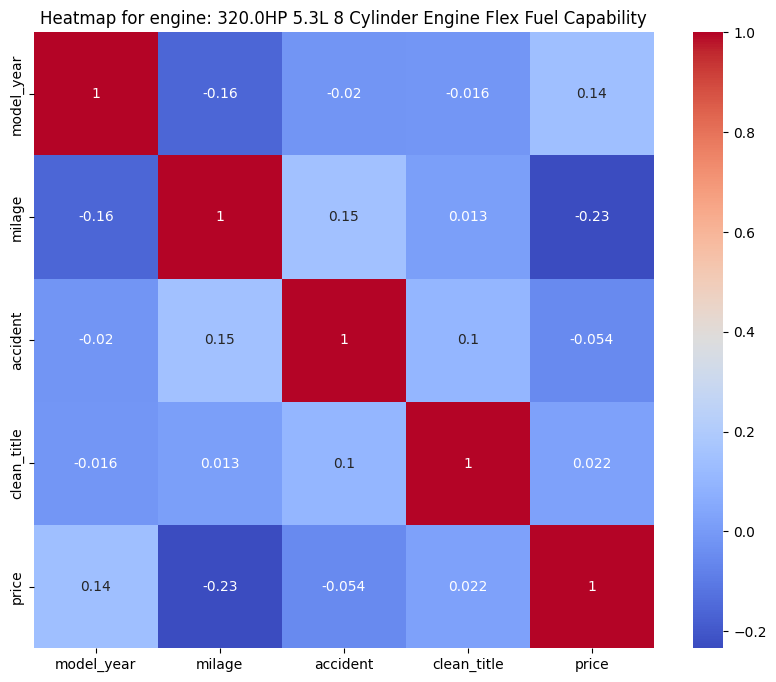 Heatmap for engine: 320.0HP 5.3L 8 Cylinder Engine Flex Fuel Capability
model_year
1
-0.16
-0.02
-0.016
0.14
milage
-0.16
1
0.15
0.013
-0.23
accident
-0.02
0.15
1
0.1
-0.054
clean_title
-0.016
0.013
0.1
1
0.022
price
0.14
-0.23
-0.054
0.022
1
model_year
milage
accident
clean_title
price
1.0
0.8
0.6
0.4
0.2
0.0
−0.2